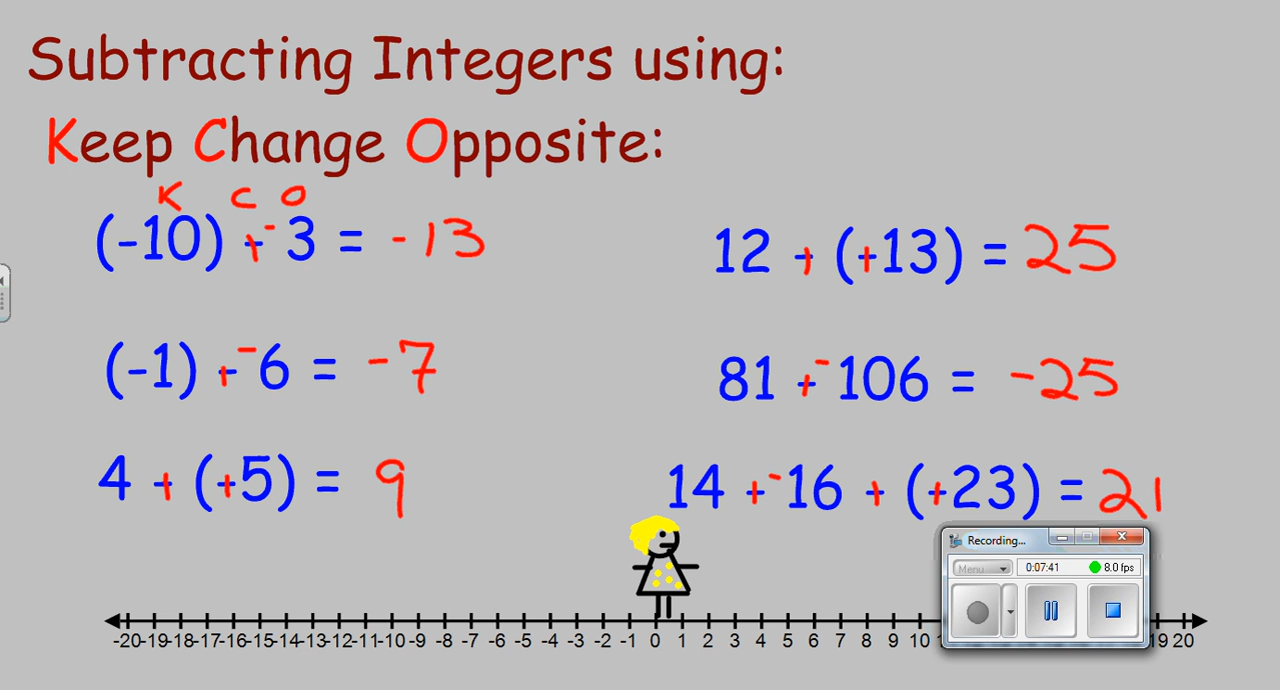 Subtracting Integers using:
Keep Change Opposite:
K C O
(-10) + -3 = -13
12 + (+13) = 25
(-1) + -6 = -7
81 + -106 = -25
4 + (+5) = 9
14 + -16 + (+23) = 21
Recording...
Menu 0:07:41 8.0 fps
-20 -19 -18 -17 -16 -15 -14 -13 -12 -11 -10 -9 -8 -7 -6 -5 -4 -3 -2 -1 0 1 2 3 4 5 6 7 8 9 10 19 20